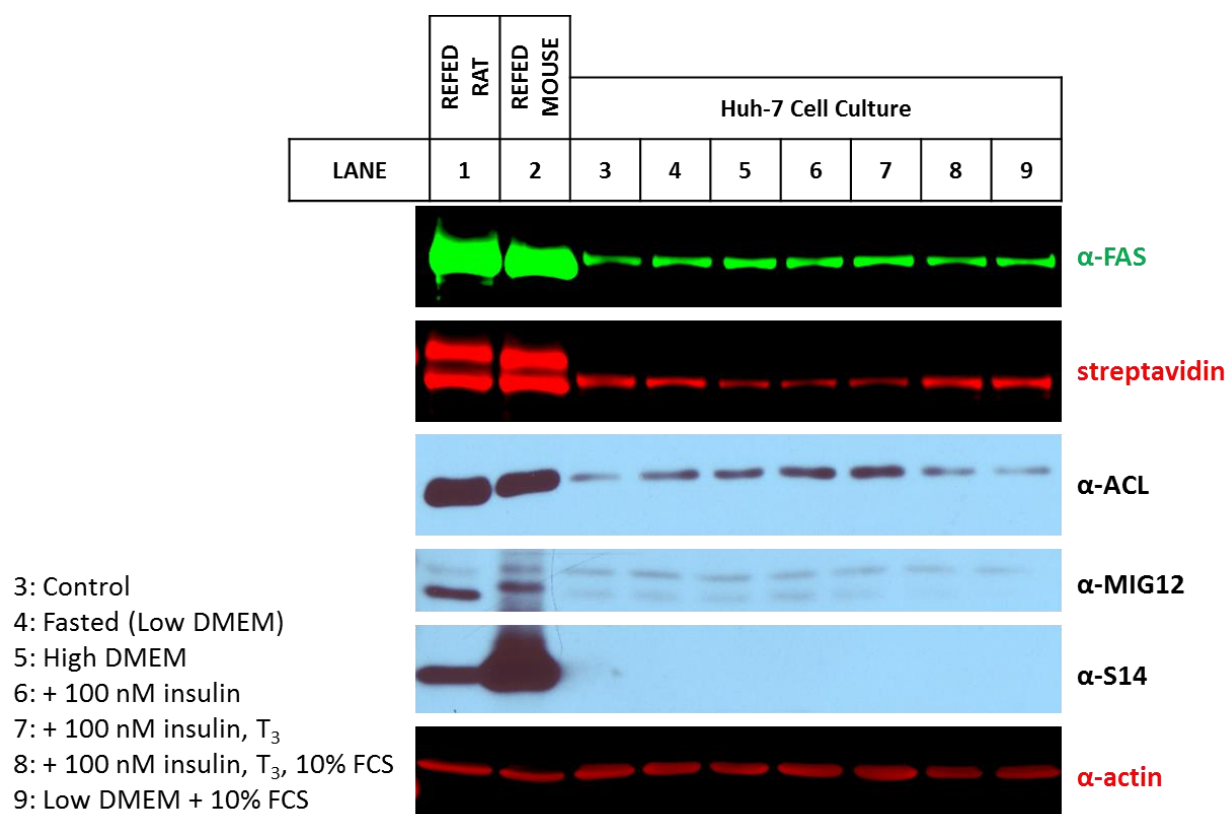 REFED RAT
REFED MOUSE
Huh-7 Cell Culture
LANE 1 2 3 4 5 6 7 8 9
α-FAS
streptavidin
α-ACL
α-MIG12
α-S14
α-actin
3: Control
4: Fasted (Low DMEM)
5: High DMEM
6: + 100 nM insulin
7: + 100 nM insulin, T₃
8: + 100 nM insulin, T₃, 10% FCS
9: Low DMEM + 10% FCS